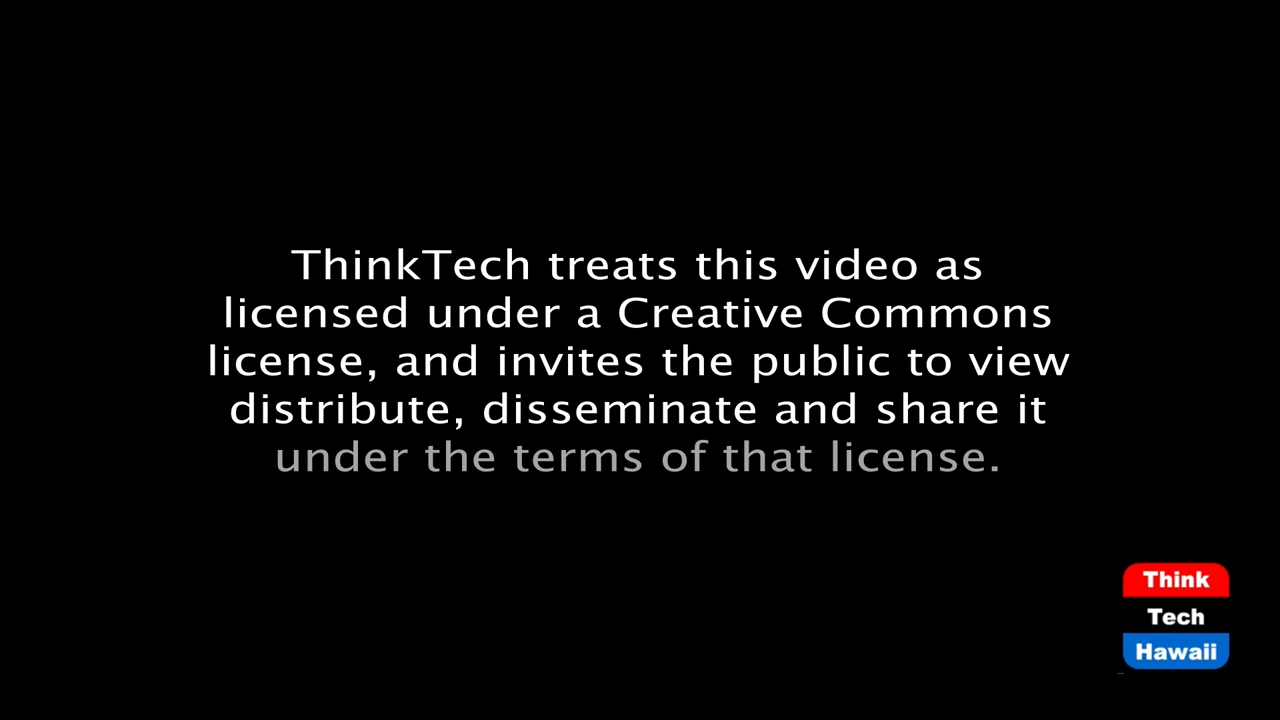 ThinkTech treats this video as
licensed under a Creative Commons
license, and invites the public to view
distribute, disseminate and share it
under the terms of that license.
Think
Tech
Hawaii